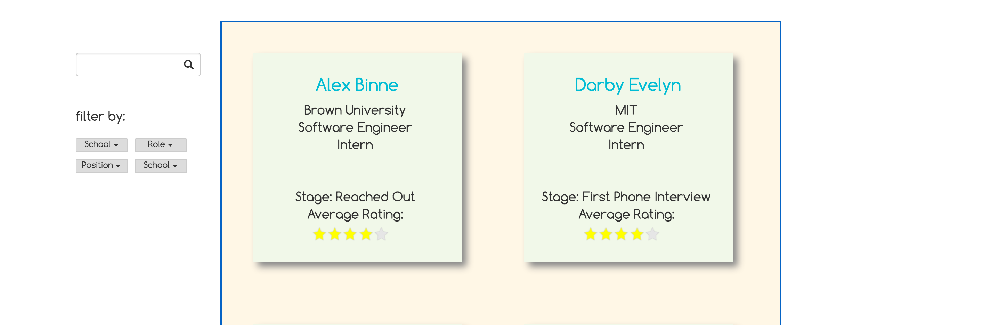 filter by:
School
Role
Position
School
Alex Binne
Brown University
Software Engineer
Intern
Stage: Reached Out
Average Rating:
Darby Evelyn
MIT
Software Engineer
Intern
Stage: First Phone Interview
Average Rating: